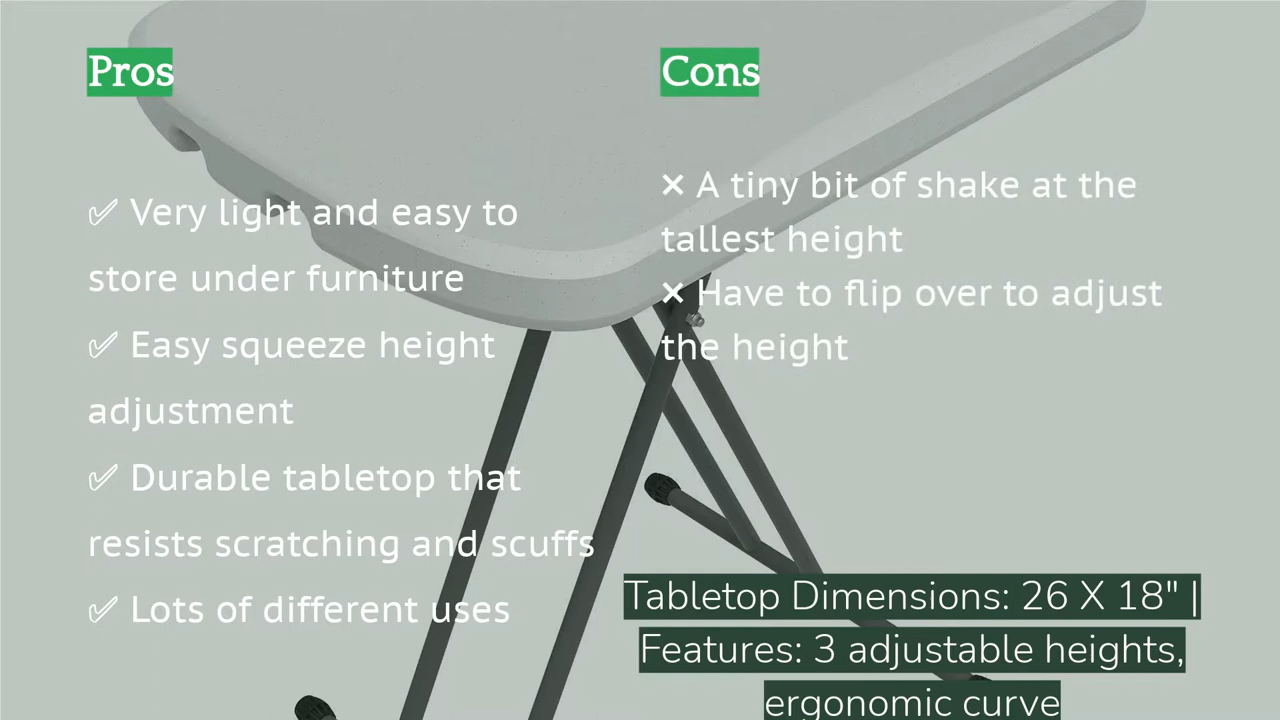 Pros
✅ Very light and easy to
store under furniture
✅ Easy squeeze height
adjustment
✅ Durable tabletop that
resists scratching and scuffs
✅ Lots of different uses
Cons
❌ A tiny bit of shake at the
tallest height
❌ Have to flip over to adjust
the height
Tabletop Dimensions: 26 X 18" |
Features: 3 adjustable heights,
ergonomic curve